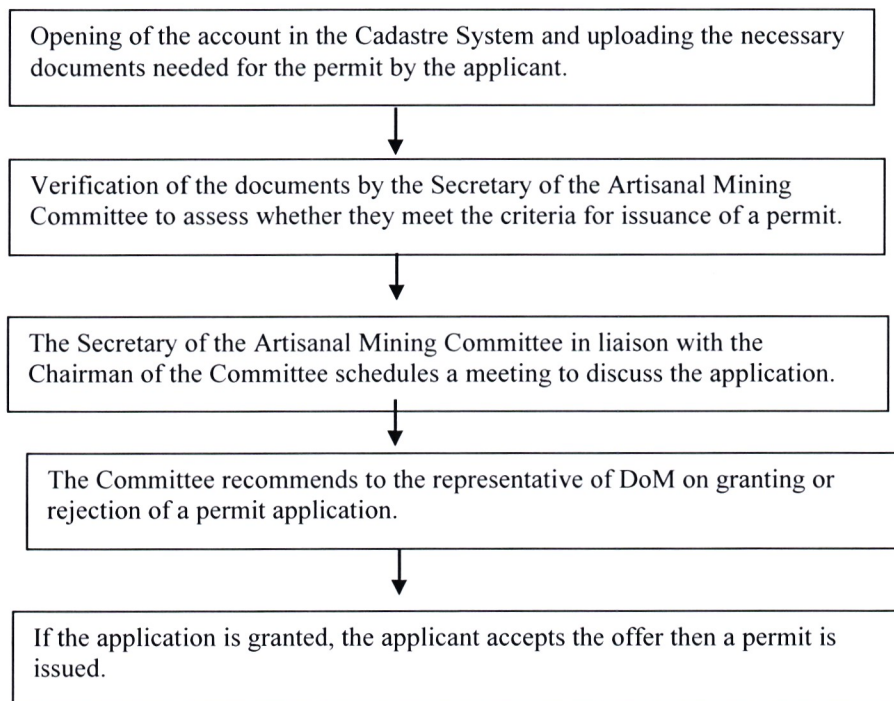 Opening of the account in the Cadastre System and uploading the necessary
documents needed for the permit by the applicant.
Verification of the documents by the Secretary of the Artisanal Mining
Committee to assess whether they meet the criteria for issuance of a permit.
The Secretary of the Artisanal Mining Committee in liaison with the
Chairman of the Committee schedules a meeting to discuss the application.
The Committee recommends to the representative of DoM on granting or
rejection of a permit application.
If the application is granted, the applicant accepts the offer then a permit is
issued.